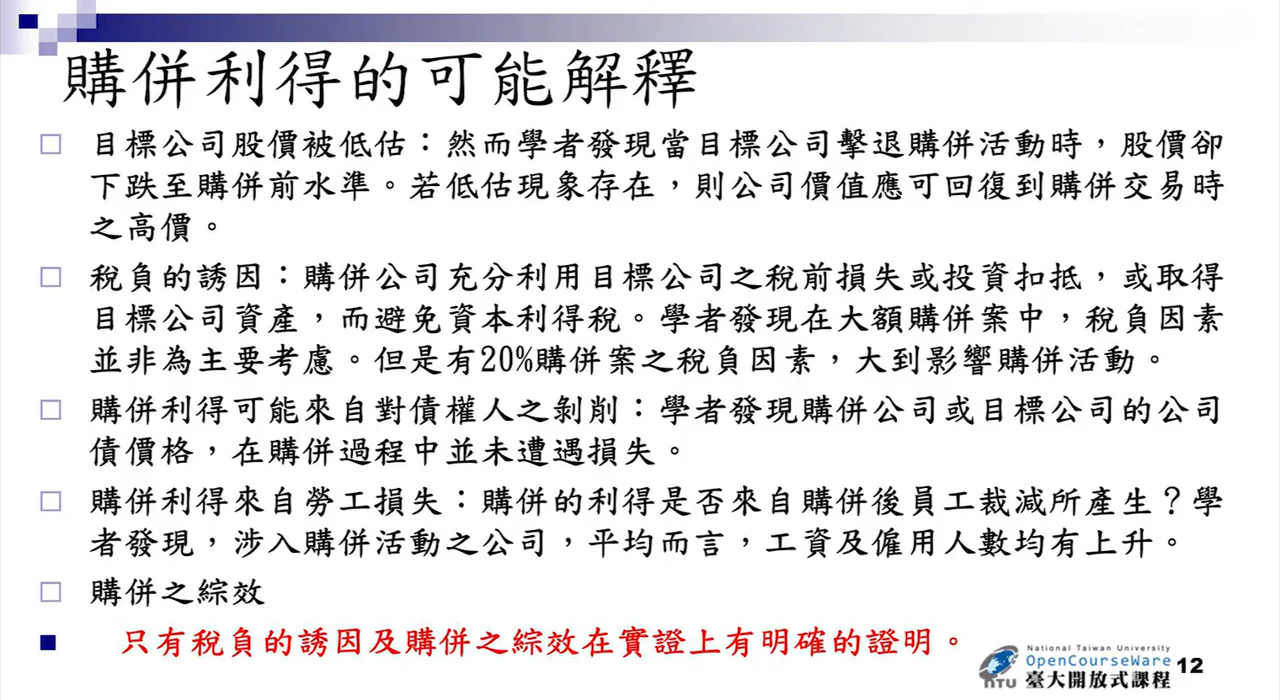 購併利得的可能解釋
目標公司股價被低估：然而學者發現當目標公司擊退購併活動時，股價卻
下跌至購併前水準。若低估現象存在，則公司價值應可回復到購併交易時
之高價。
稅負的誘因：購併公司充分利用目標公司之稅前損失或投資扣抵，或取得
目標公司資產，而避免資本利得稅。學者發現在大額購併案中，稅負因素
並非為主要考慮。但是有20%購併案之稅負因素，大到影響購併活動。
購併利得可能來自對債權人之剝削：學者發現購併公司或目標公司的公司
債價格，在購併過程中並未遭遇損失。
購併利得來自勞工損失：購併的利得是否來自購併後員工裁減所產生？學
者發現，涉入購併活動之公司，平均而言，工資及僱用人數均有上升。
購併之綜效
只有稅負的誘因及購併之綜效在實證上有明確的證明。
National Taiwan University
OpenCourseWare
NTU 臺大開放式課程
12